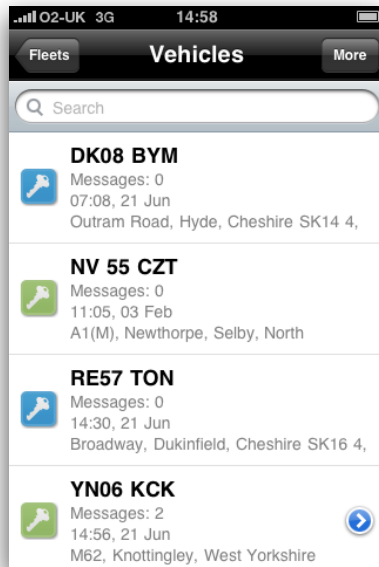 O2-UK 3G 14:58
Fleets Vehicles More
Search
DK08 BYM
Messages: 0
07:08, 21 Jun
Outram Road, Hyde, Cheshire SK14 4,
NV 55 CZT
Messages: 0
11:05, 03 Feb
A1(M), Newthorpe, Selby, North
RE57 TON
Messages: 0
14:30, 21 Jun
Broadway, Dukinfield, Cheshire SK16 4,
YN06 KCK
Messages: 2
14:56, 21 Jun
M62, Knottingley, West Yorkshire